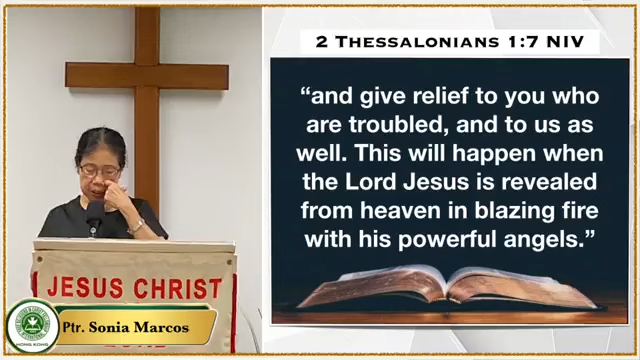 2 THESSALONIANS 1:7 NIV
“and give relief to you who
are troubled, and to us as
well. This will happen when
the Lord Jesus is revealed
from heaven in blazing fire
with his powerful angels.”
JESUS CHRIST
Ptr. Sonia Marcos
HONG KONG